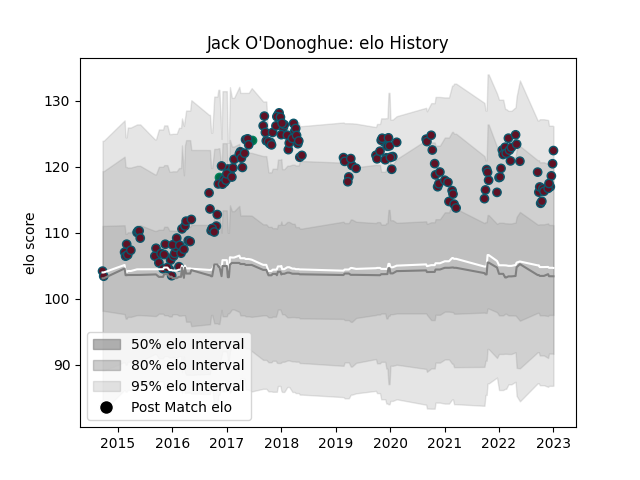 Jack O'Donoghue: elo History
elo score
130
120
110
100
90
50% elo Interval
80% elo Interval
95% elo Interval
Post Match elo
2015 2016 2017 2018 2019 2020 2021 2022 2023